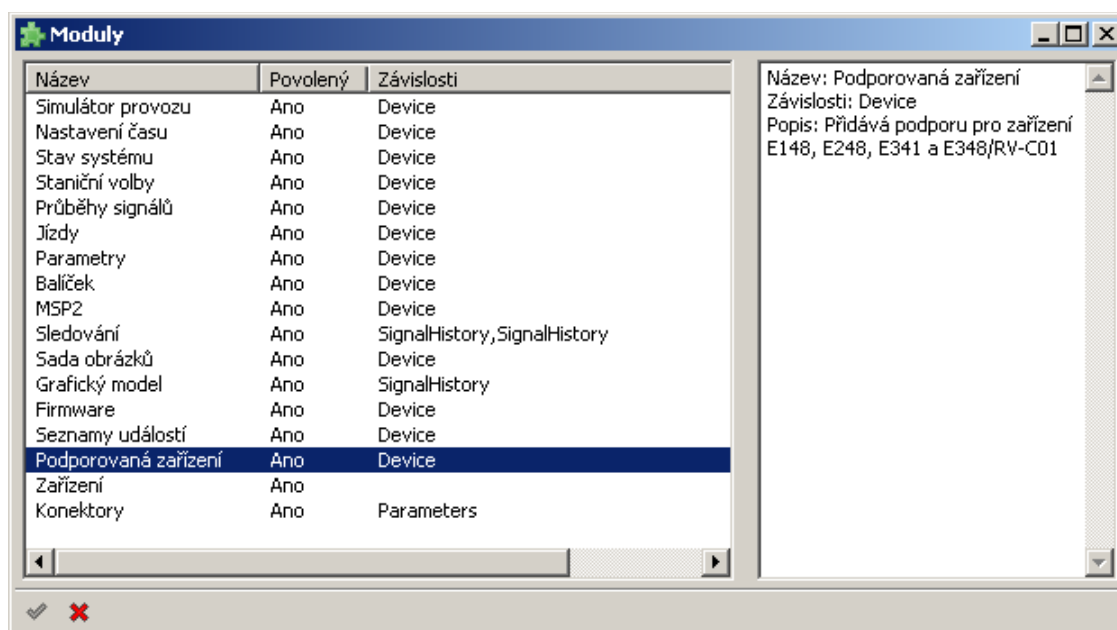 Moduly
Název Povolený Závislosti
Simulátor provozu Ano Device
Nastavení času Ano Device
Stav systému Ano Device
Staniční volby Ano Device
Průběhy signálů Ano Device
Jízdy Ano Device
Parametry Ano Device
Balíček Ano Device
MSP2 Ano Device
Sledování Ano SignalHistory,SignalHistory
Sada obrázků Ano Device
Grafický model Ano SignalHistory
Firmware Ano Device
Seznamy událostí Ano Device
Podporovaná zařízení Ano Device
Zařízení Ano
Konektory Ano Parameters
Název: Podporovaná zařízení
Závislosti: Device
Popis: Přidává podporu pro zařízení
E148, E248, E341 a E348/RV-C01